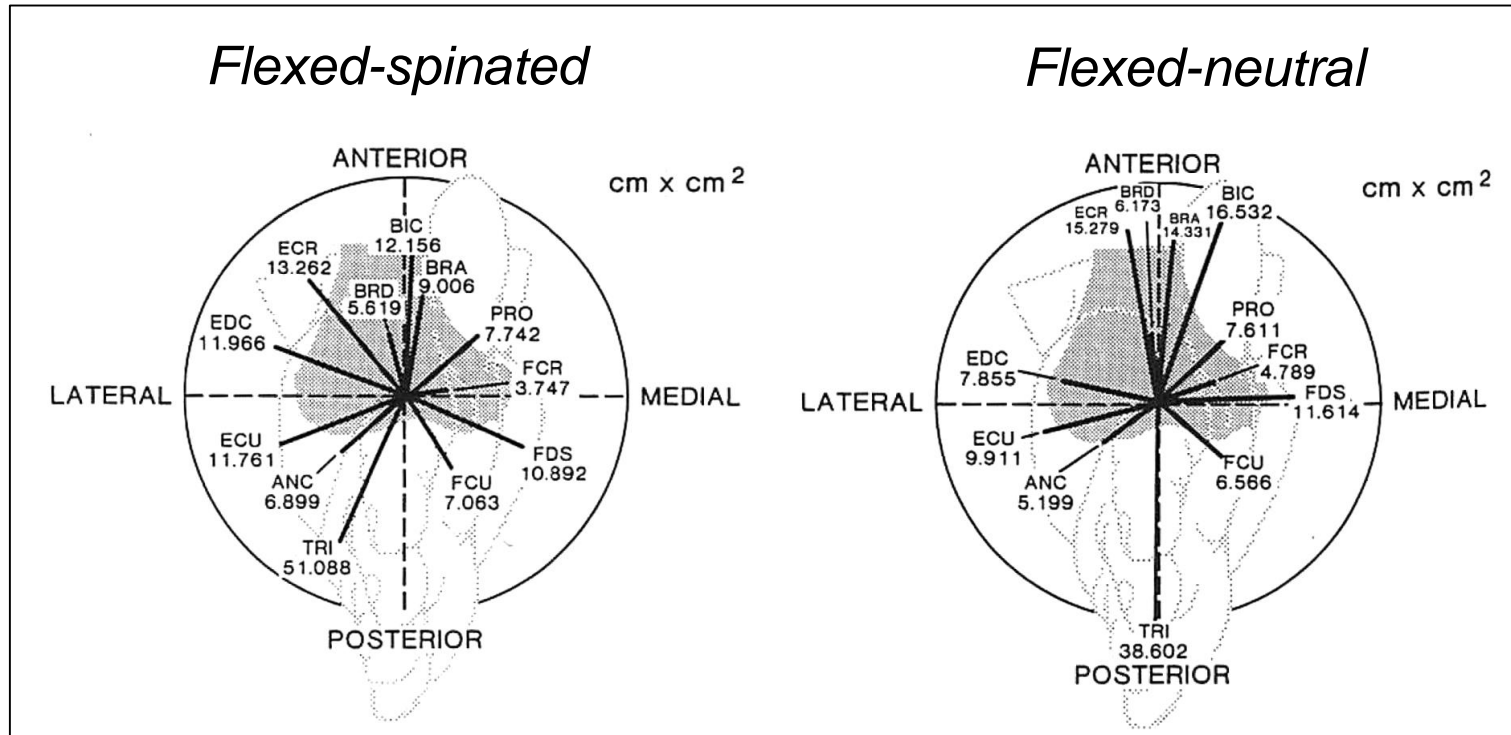 Flexed-spinated
ANTERIOR
cm x cm²
BIC
12.156
ECR
13.262
BRA
9.006
BRD
5.619
PRO
7.742
EDC
11.966
FCR
3.747
LATERAL
MEDIAL
ECU
11.761
FDS
10.892
ANC
6.899
FCU
7.063
TRI
51.088
POSTERIOR
Flexed-neutral
ANTERIOR
cm x cm²
BRD
6.173
BIC
16.532
ECR
15.279
BRA
14.331
PRO
7.611
FCR
4.789
EDC
7.855
FDS
11.614
LATERAL
MEDIAL
ECU
9.911
FCU
6.566
ANC
5.199
TRI
38.602
POSTERIOR